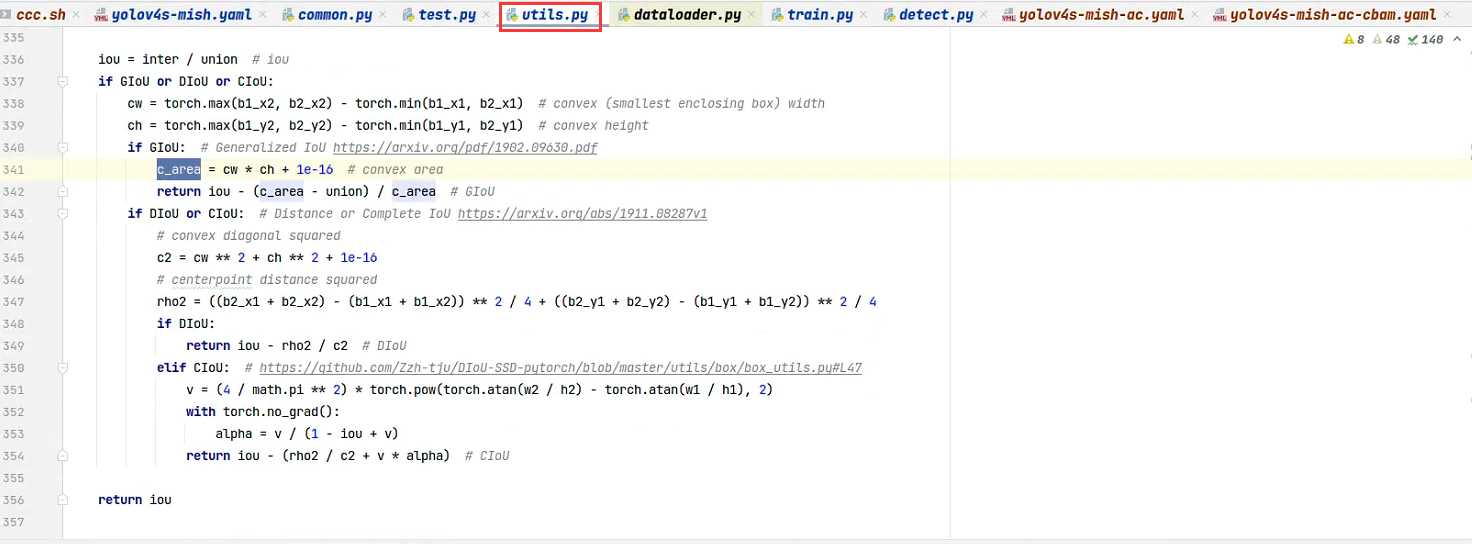 ccc.sh yolov4s-mish.yaml common.py test.py utils.py dataloader.py train.py detect.py yolov4s-mish-ac.yaml yolov4s-mish-ac-cbam.yaml
335 8 48 140
336 iou = inter / union  # iou
337 if GIoU or DIoU or CIoU:
338 cw = torch.max(b1_x2, b2_x2) - torch.min(b1_x1, b2_x1)  # convex (smallest enclosing box) width
339 ch = torch.max(b1_y2, b2_y2) - torch.min(b1_y1, b2_y1)  # convex height
340 if GIoU:  # Generalized IoU https://arxiv.org/pdf/1902.09630.pdf
341 c_area = cw * ch + 1e-16  # convex area
342 return iou - (c_area - union) / c_area  # GIoU
343 if DIoU or CIoU:  # Distance or Complete IoU https://arxiv.org/abs/1911.08287v1
344 # convex diagonal squared
345 c2 = cw ** 2 + ch ** 2 + 1e-16
346 # centerpoint distance squared
347 rho2 = ((b2_x1 + b2_x2) - (b1_x1 + b1_x2)) ** 2 / 4 + ((b2_y1 + b2_y2) - (b1_y1 + b1_y2)) ** 2 / 4
348 if DIoU:
349 return iou - rho2 / c2  # DIoU
350 elif CIoU:  # https://github.com/Zzh-tju/DIoU-SSD-pytorch/blob/master/utils/box/box_utils.py#L47
351 v = (4 / math.pi ** 2) * torch.pow(torch.atan(w2 / h2) - torch.atan(w1 / h1), 2)
352 with torch.no_grad():
353 alpha = v / (1 - iou + v)
354 return iou - (rho2 / c2 + v * alpha)  # CIoU
355
356 return iou
357